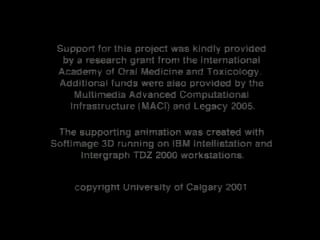 Support for this project was kindly provided
by a research grant from the International
Academy of Oral Medicine and Toxicology.
Additional funds were also provided by the
Multimedia Advanced Computational
Infrastructure (MACI) and Legacy 2005.
The supporting animation was created with
Softimage 3D running on IBM Intellistation and
Intergraph TDZ 2000 workstations.
copyright University of Calgary 2001